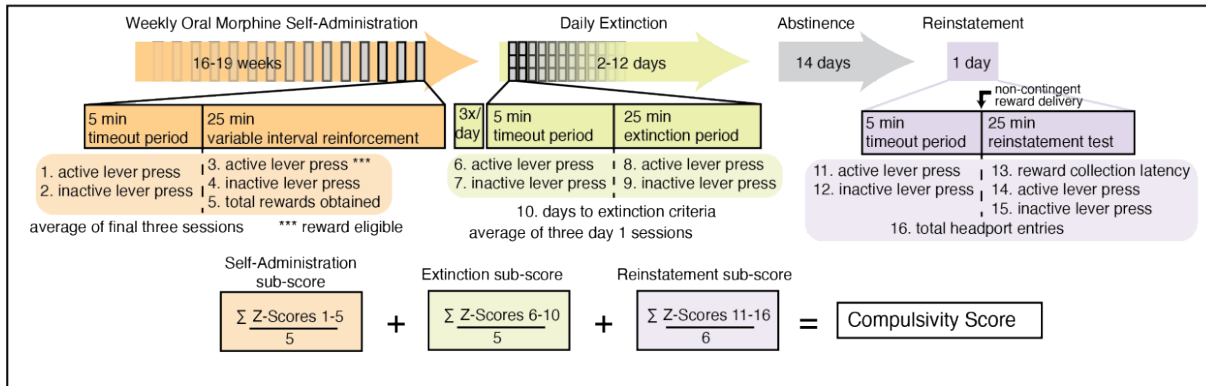 Weekly Oral Morphine Self-Administration
Daily Extinction
Abstinence
Reinstatement
16-19 weeks
2-12 days
14 days
1 day
non-contingent
reward delivery
5 min
timeout period
25 min
variable interval reinforcement
3x/
day
5 min
timeout period
25 min
extinction period
5 min
timeout period
25 min
reinstatement test
1. active lever press
2. inactive lever press
3. active lever press ***
4. inactive lever press
5. total rewards obtained
average of final three sessions
*** reward eligible
6. active lever press
7. inactive lever press
8. active lever press
9. inactive lever press
10. days to extinction criteria
average of three day 1 sessions
11. active lever press
12. inactive lever press
13. reward collection latency
14. active lever press
15. inactive lever press
16. total headport entries
Self-Administration
sub-score
Σ Z-Scores 1-5
5
+
Extinction sub-score
Σ Z-Scores 6-10
5
+
Reinstatement sub-score
Σ Z-Scores 11-16
6
=
Compulsivity Score